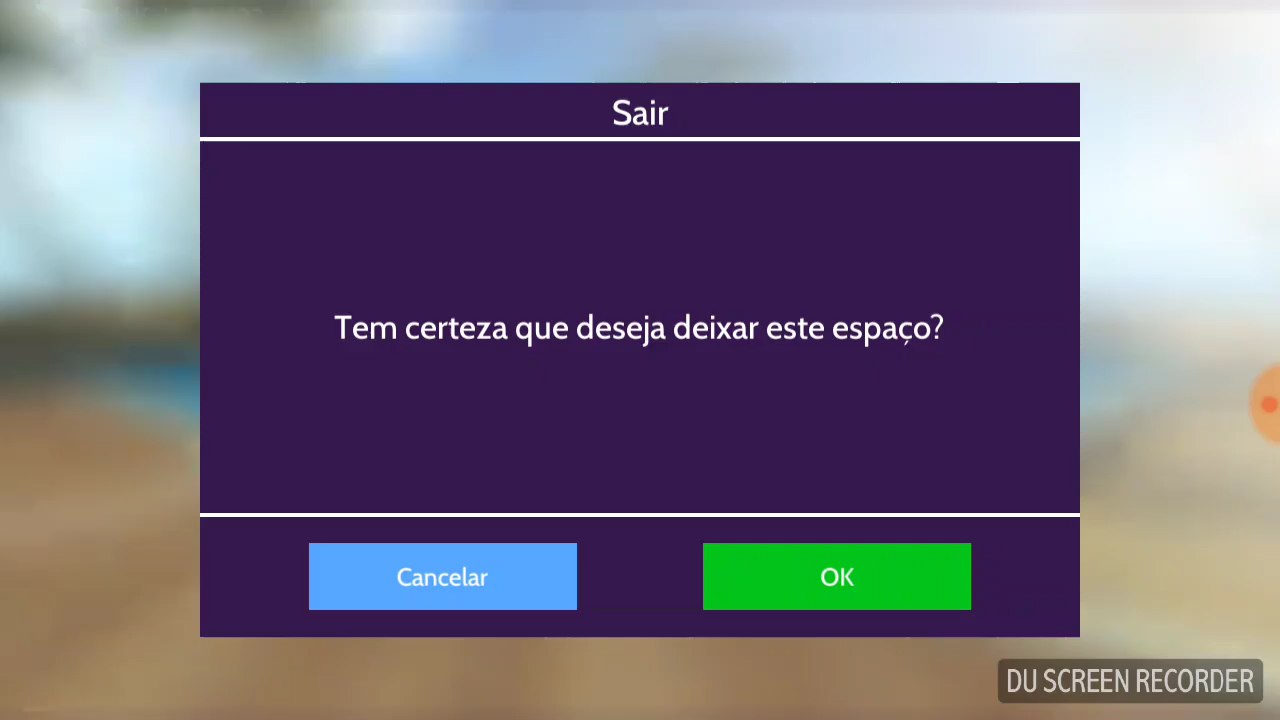 Sair
Tem certeza que deseja deixar este espaço?
Cancelar
OK
DU SCREEN RECORDER